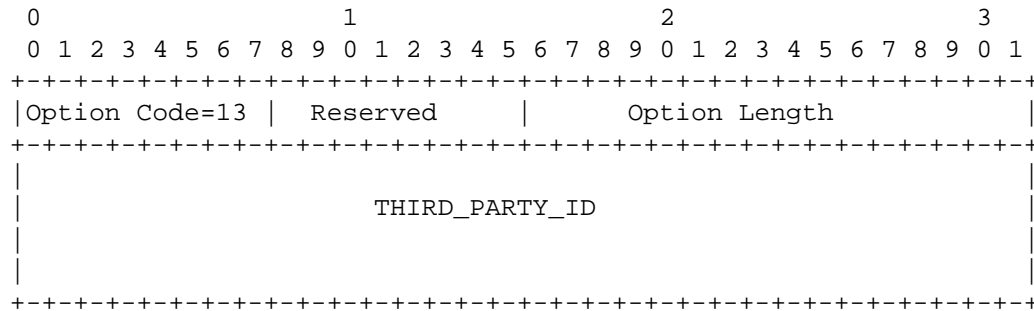 0                   1                   2                   3
 0 1 2 3 4 5 6 7 8 9 0 1 2 3 4 5 6 7 8 9 0 1 2 3 4 5 6 7 8 9 0 1
+-+-+-+-+-+-+-+-+-+-+-+-+-+-+-+-+-+-+-+-+-+-+-+-+-+-+-+-+-+-+-+-+
|Option Code=13 |  Reserved     |      Option Length            |
+-+-+-+-+-+-+-+-+-+-+-+-+-+-+-+-+-+-+-+-+-+-+-+-+-+-+-+-+-+-+-+-+
|                                                               |
|                      THIRD_PARTY_ID                           |
|                                                               |
|                                                               |
+-+-+-+-+-+-+-+-+-+-+-+-+-+-+-+-+-+-+-+-+-+-+-+-+-+-+-+-+-+-+-+-+